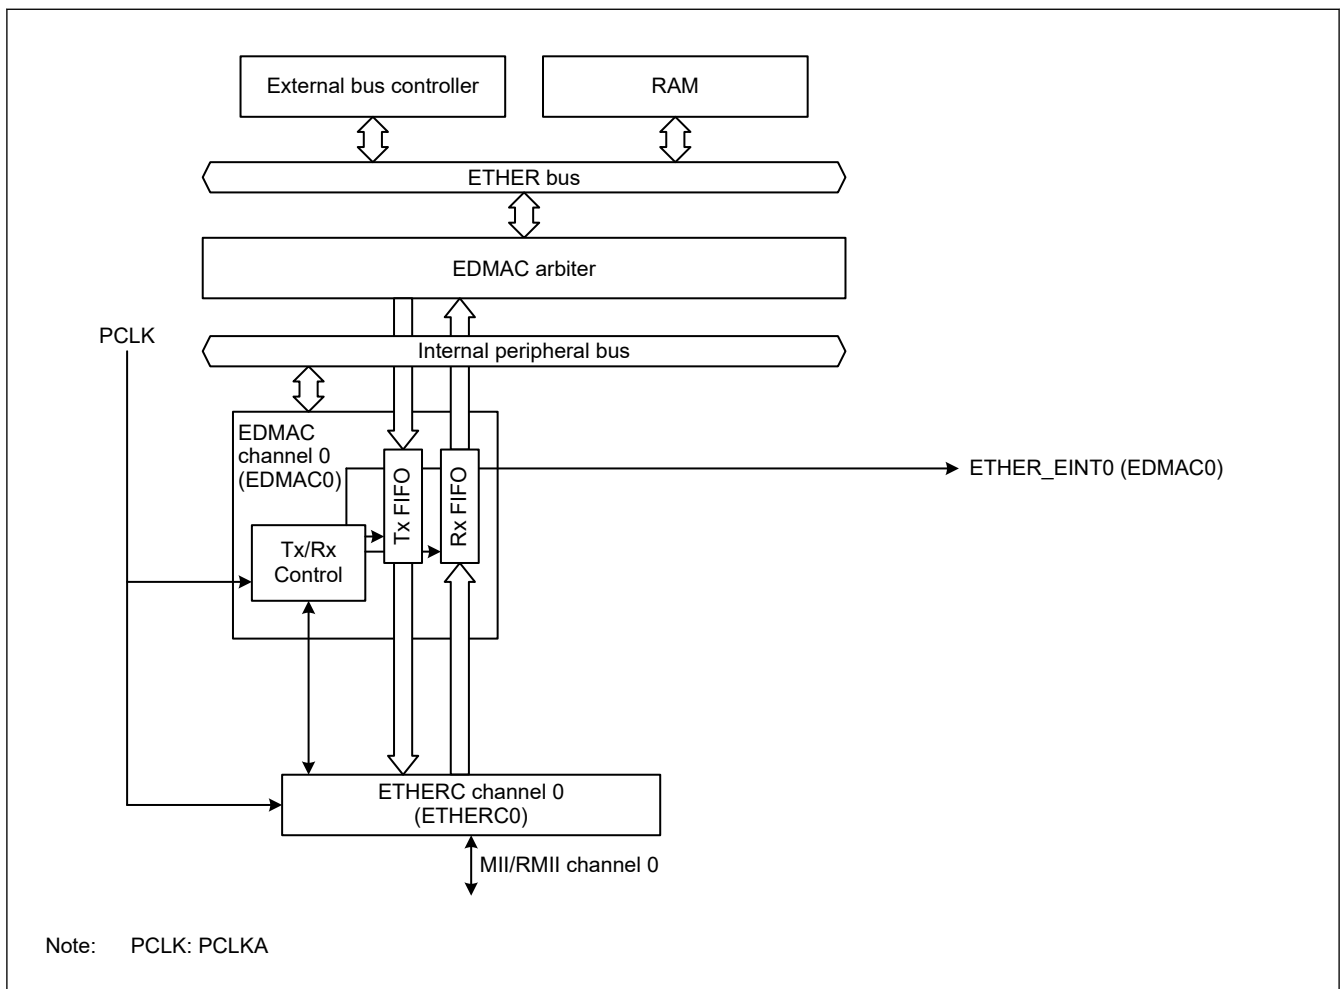 External bus controller
RAM
ETHER bus
EDMAC arbiter
PCLK
Internal peripheral bus
EDMAC
channel 0
(EDMAC0)
Tx FIFO
Rx FIFO
ETHER_EINT0 (EDMAC0)
Tx/Rx
Control
ETHERC channel 0
(ETHERC0)
MII/RMII channel 0
Note: PCLK: PCLKA